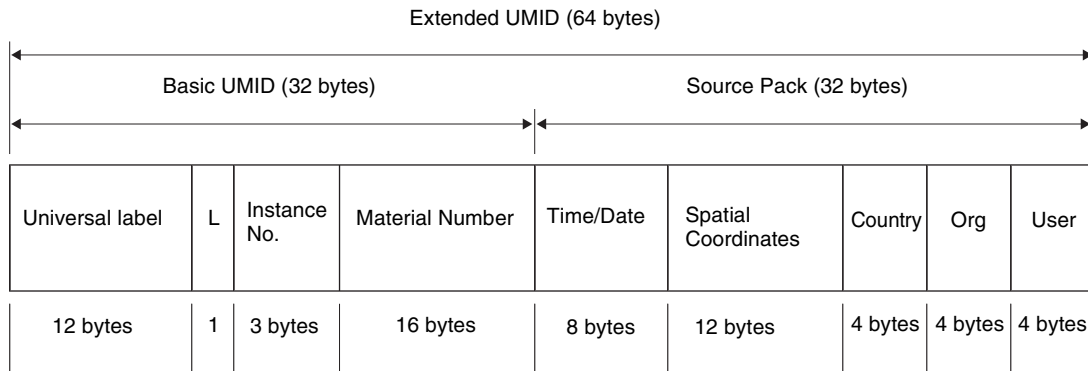 Extended UMID (64 bytes)
Basic UMID (32 bytes)
Source Pack (32 bytes)
Universal label
L
Instance
No.
Material Number
Time/Date
Spatial
Coordinates
Country
Org
User
12 bytes
1
3 bytes
16 bytes
8 bytes
12 bytes
4 bytes
4 bytes
4 bytes